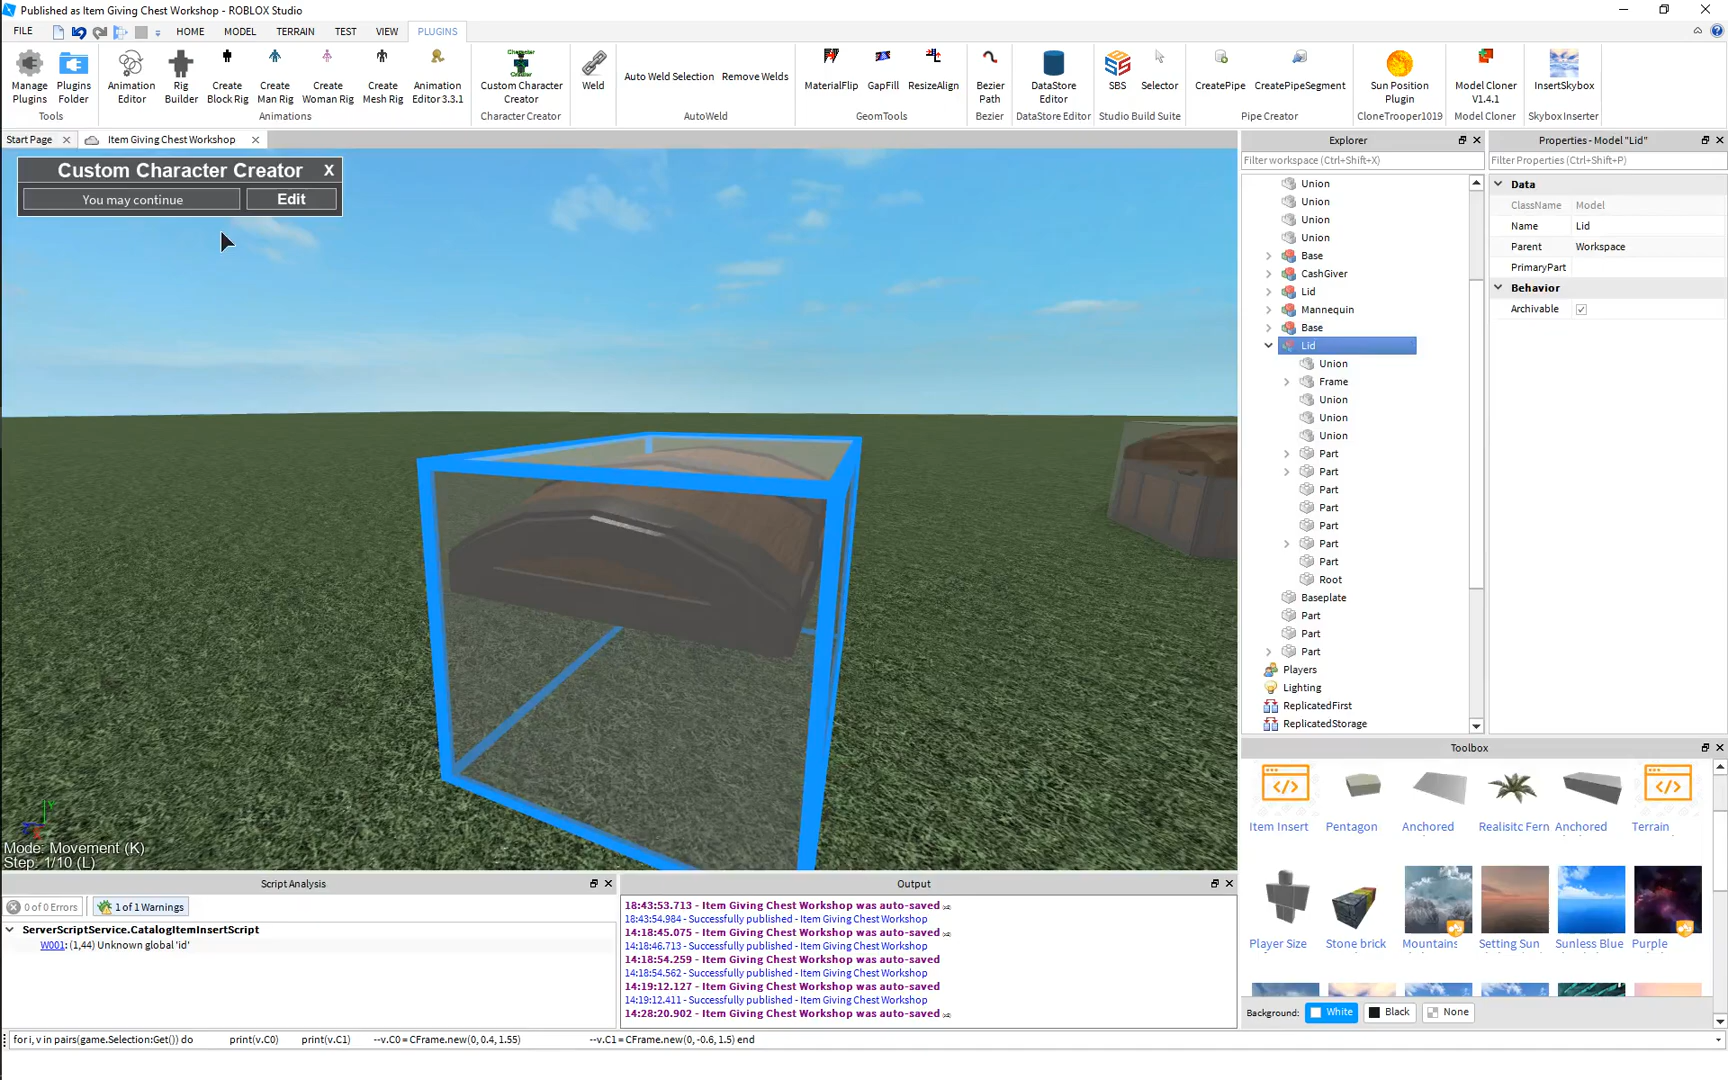 Published as Item Giving Chest Workshop - ROBLOX Studio
FILE HOME MODEL TERRAIN TEST VIEW PLUGINS
Manage Plugins
Plugins Folder
Tools
Animation Editor
Rig Builder
Create Block Rig
Create Man Rig
Create Woman Rig
Create Mesh Rig
Animation Editor 3.3.1
Animations
Custom Character Creator
Character Creator
Weld
Auto Weld Selection
Remove Welds
AutoWeld
MaterialFlip
GapFill
ResizeAlign
GeomTools
Bezier Path
Bezier
DataStore Editor
DataStore Editor
SBS
Selector
Studio Build Suite
CreatePipe
CreatePipeSegment
Pipe Creator
Sun Position Plugin
CloneTrooper1019
Model Cloner V1.4.1
Model Cloner
InsertSkybox
Skybox Inserter
Start Page
Item Giving Chest Workshop
Custom Character Creator X
You may continue
Edit
Mode: Movement (K)
Step: 1/10 (L)
Explorer
Filter workspace (Ctrl+Shift+X)
Union
Union
Union
Union
Base
CashGiver
Lid
Mannequin
Base
Lid
Union
Frame
Union
Union
Union
Part
Part
Part
Part
Part
Part
Part
Root
Baseplate
Part
Part
Part
Players
Lighting
ReplicatedFirst
ReplicatedStorage
Properties - Model "Lid"
Filter Properties (Ctrl+Shift+P)
Data
ClassName Model
Name Lid
Parent Workspace
PrimaryPart
Behavior
Archivable
Toolbox
Item Insert
Pentagon
Anchored
Realisitc Fern
Anchored
Terrain
Player Size
Stone brick
Mountains
Setting Sun
Sunless Blue
Purple
Background: White Black None
Script Analysis
0 of 0 Errors
1 of 1 Warnings
ServerScriptService.CatalogItemInsertScript
W001: (1,44) Unknown global 'id'
Output
18:43:53.713 - Item Giving Chest Workshop was auto-saved
18:43:54.984 - Successfully published - Item Giving Chest Workshop
14:18:45.075 - Item Giving Chest Workshop was auto-saved
14:18:46.713 - Successfully published - Item Giving Chest Workshop
14:18:54.259 - Item Giving Chest Workshop was auto-saved
14:18:54.562 - Successfully published - Item Giving Chest Workshop
14:19:12.127 - Item Giving Chest Workshop was auto-saved
14:19:12.411 - Successfully published - Item Giving Chest Workshop
14:28:20.902 - Item Giving Chest Workshop was auto-saved
for i, v in pairs(game.Selection:Get()) do print(v.C0) print(v.C1) --v.C0 = CFrame.new(0, 0.4, 1.55) --v.C1 = CFrame.new(0, -0.6, 1.5) end